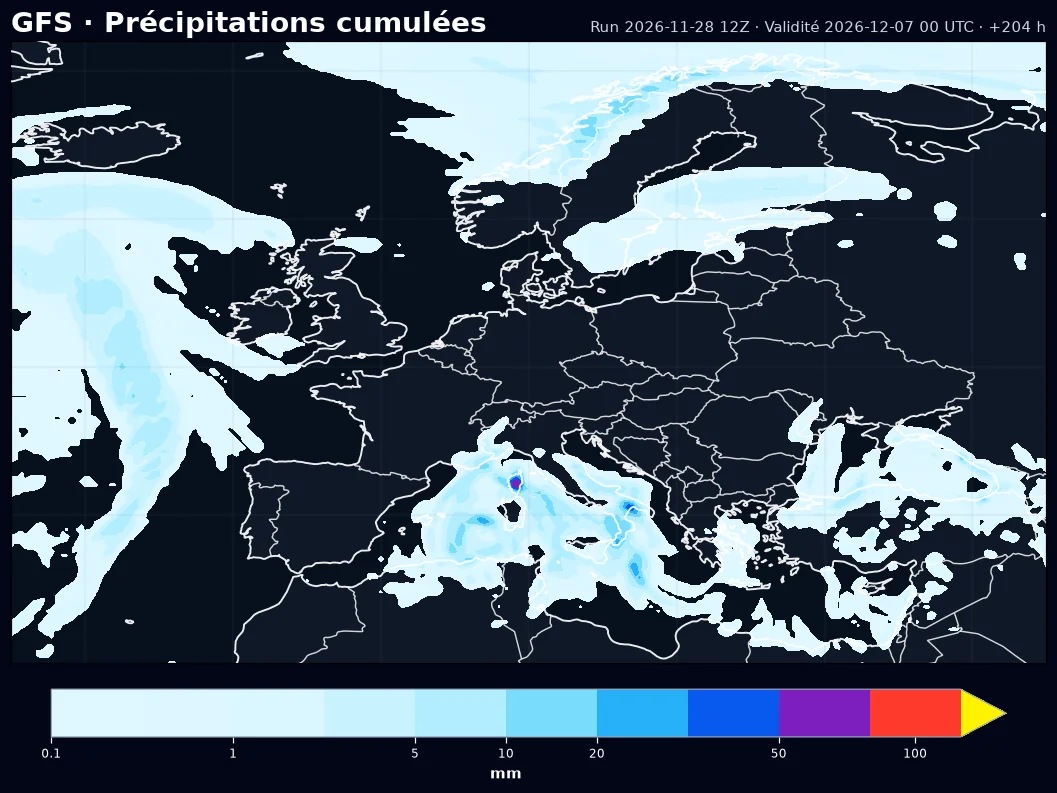 GFS · Précipitations cumulées
Run 2026-11-28 12Z · Validité 2026-12-07 00 UTC · +204 h
0.1 1 5 10 20 50 100
mm